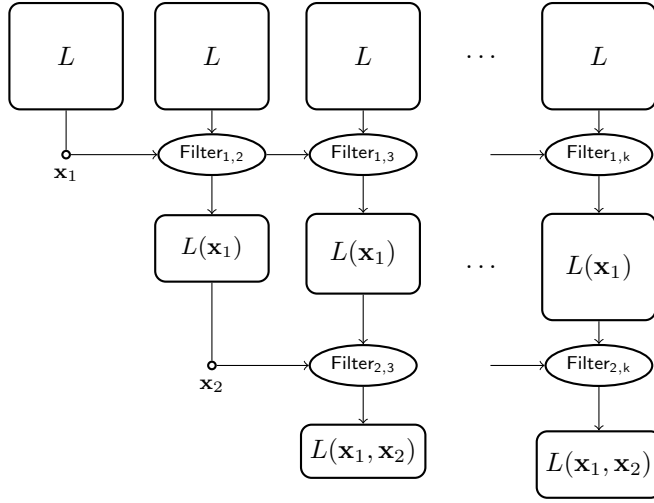 L L L ... L
Filter1,2 Filter1,3 Filter1,k
x1
L(x1) L(x1) ... L(x1)
Filter2,3 Filter2,k
x2
L(x1, x2) L(x1, x2)